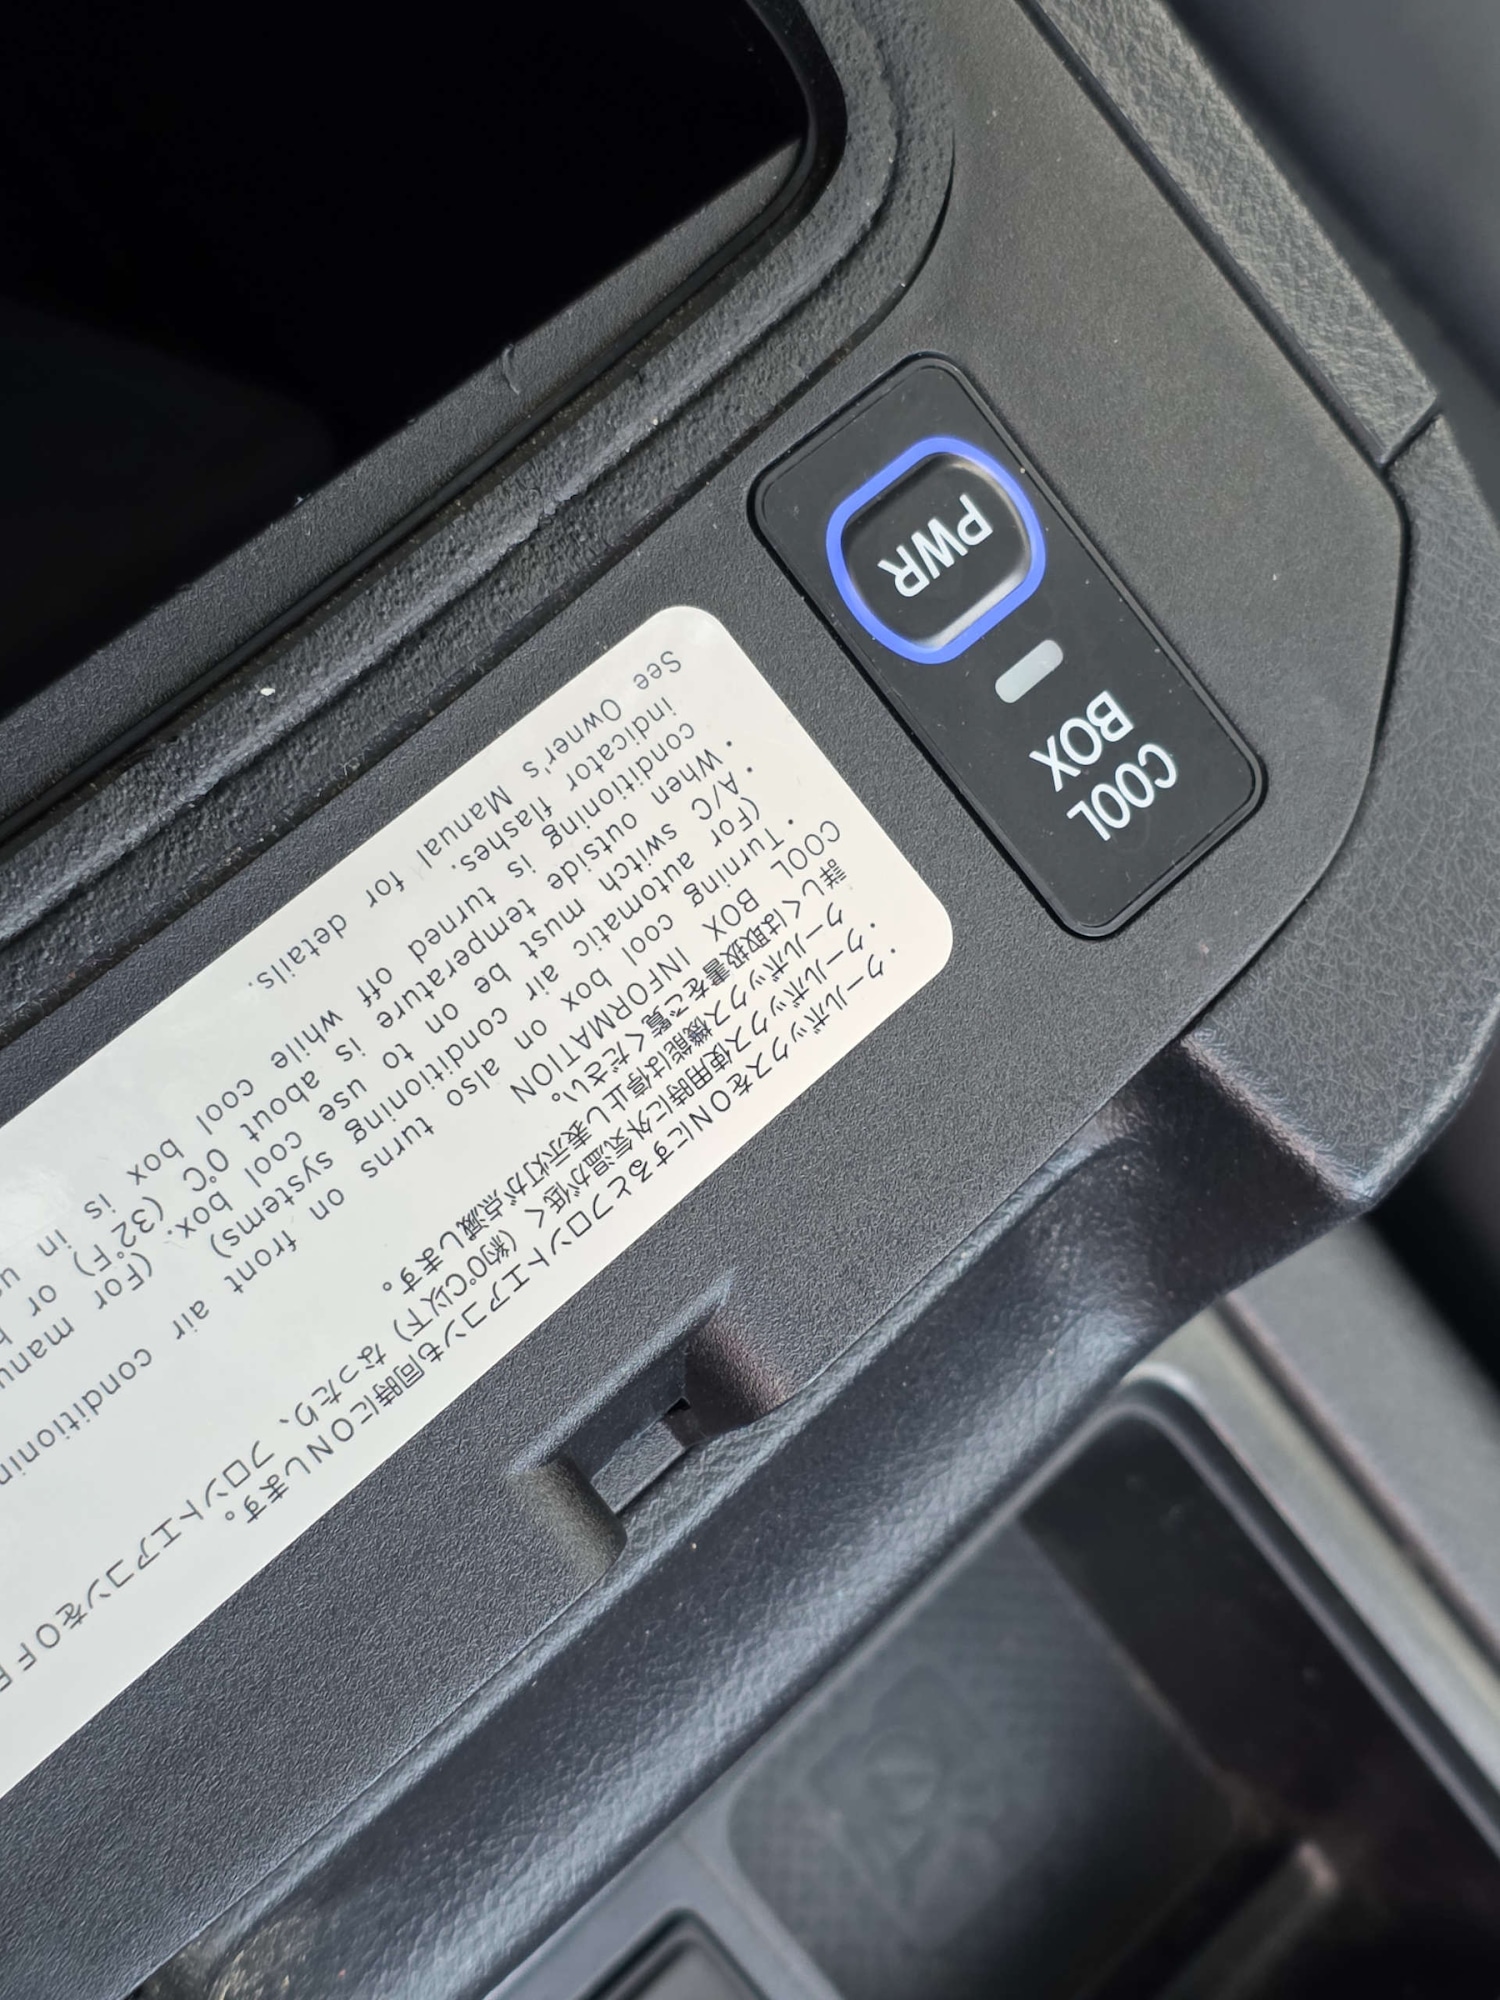 COOL
BOX
PWR
・クールボックスをONにするとフロントエアコンも同時にONします。
・クールボックス使用時に外気温が低く (約0℃以下) なったり、フロントエアコンをOF
クールボックス機能は停止し表示灯が点滅します。
詳しくは取扱書をご覧ください。
COOL BOX INFORMATION
・Turning cool box on also turns on front air
(For automatic air conditioning systems)
・A/C switch must be on to use cool box. (For
・When outside temperature is about 0℃ (32°F) or
conditioning is turned off while cool box is in
indicator flashes.
See Owner's Manual for details.